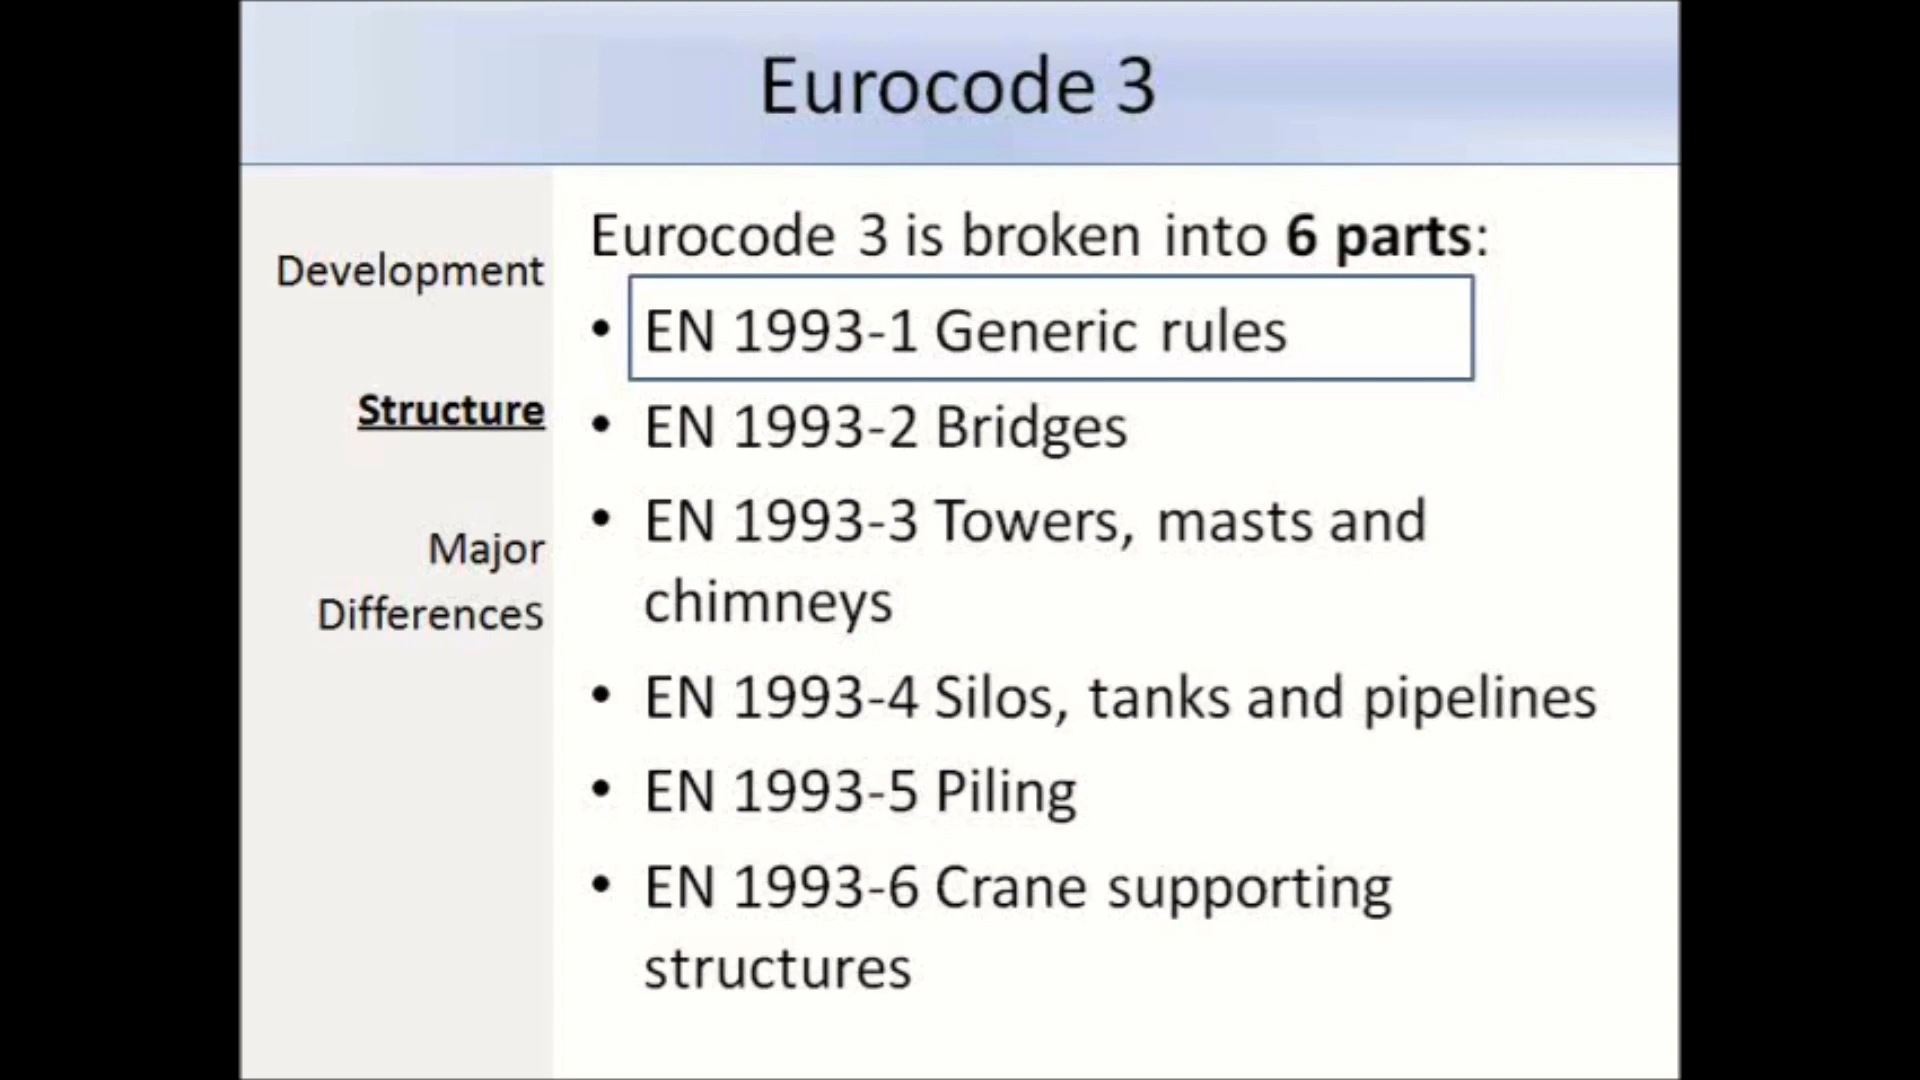 Eurocode 3
Development
Structure
Major
Differences
Eurocode 3 is broken into 6 parts:
• EN 1993-1 Generic rules
• EN 1993-2 Bridges
• EN 1993-3 Towers, masts and
chimneys
• EN 1993-4 Silos, tanks and pipelines
• EN 1993-5 Piling
• EN 1993-6 Crane supporting
structures